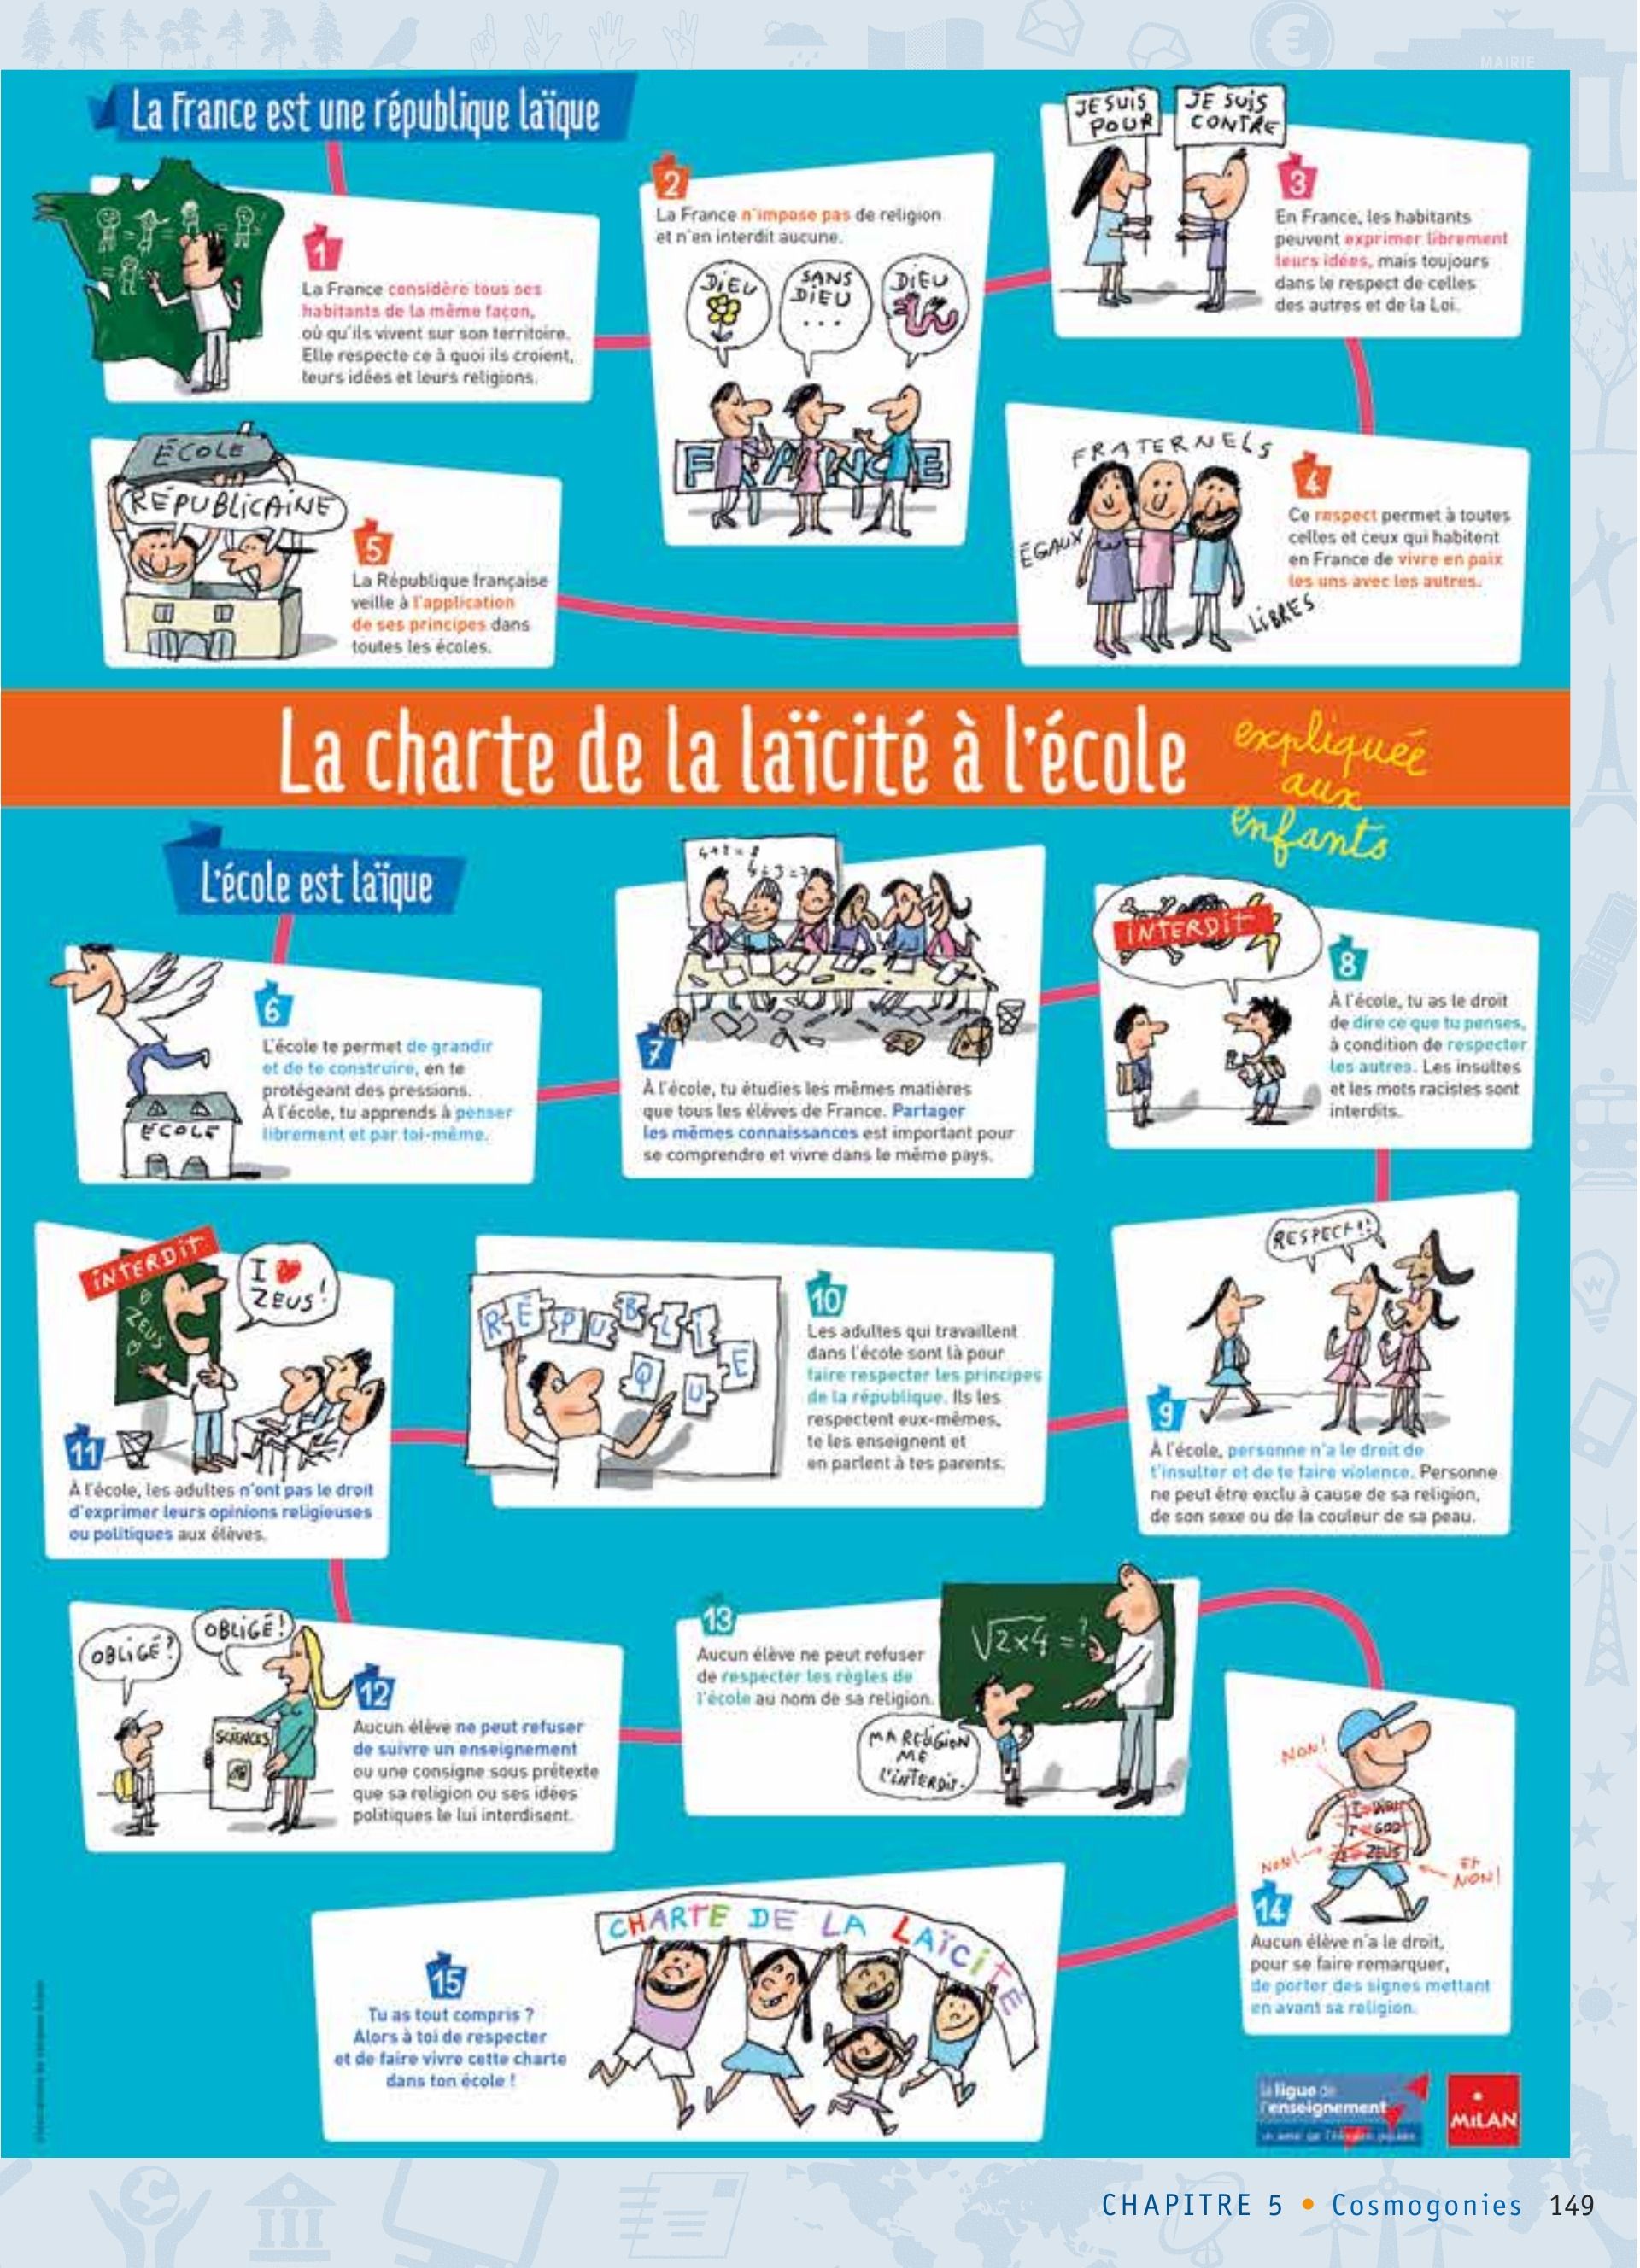 MAIRIE
La France est une république laïque
1
La France considère tous ses
habitants de la même façon,
où qu'ils vivent sur son territoire.
Elle respecte ce à quoi ils croient,
leurs idées et leurs religions.
2
La France n'impose pas de religion
et n'en interdit aucune.
DIEU
SANS
DIEU
...
DIEU
FRANCE
JE SUIS
POUR
JE SUIS
CONTRE
3
En France, les habitants
peuvent exprimer librement
leurs idées, mais toujours
dans le respect de celles
des autres et de la Loi.
FRATERNELS
ÉGAUX
LIBRES
4
Ce respect permet à toutes
celles et ceux qui habitent
en France de vivre en paix
les uns avec les autres.
ÉCOLE
RÉPUBLICAINE
5
La République française
veille à l'application
de ses principes dans
toutes les écoles.
La charte de la laïcité à l'école
expliquée
aux
enfants
L'école est laïque
ECOLE
6
L'école te permet de grandir
et de te construire, en te
protégeant des pressions.
À l'école, tu apprends à penser
librement et par toi-même.
7
À l'école, tu étudies les mêmes matières
que tous les élèves de France. Partager
les mêmes connaissances est important pour
se comprendre et vivre dans le même pays.
INTERDIT
8
À l'école, tu as le droit
de dire ce que tu penses,
à condition de respecter
les autres. Les insultes
et les mots racistes sont
interdits.
RESPECT!!
9
À l'école, personne n'a le droit de
t'insulter et de te faire violence. Personne
ne peut être exclu à cause de sa religion,
de son sexe ou de la couleur de sa peau.
RÉPUBLI
QUE
10
Les adultes qui travaillent
dans l'école sont là pour
faire respecter les principes
de la république. Ils les
respectent eux-mêmes,
te les enseignent et
en parlent à tes parents.
INTERDIT
I ❤
ZEUS!
ZEUS
11
À l'école, les adultes n'ont pas le droit
d'exprimer leurs opinions religieuses
ou politiques aux élèves.
OBLIGÉ?
OBLIGÉ!
SCIENCES
12
Aucun élève ne peut refuser
de suivre un enseignement
ou une consigne sous prétexte
que sa religion ou ses idées
politiques le lui interdisent.
13
Aucun élève ne peut refuser
de respecter les règles de
l'école au nom de sa religion.
√2x4 =?
MA RELIGION
ME
L'INTERDIT.
NON!
GOD
ZEUS
NON!
ET
NON!
14
Aucun élève n'a le droit,
pour se faire remarquer,
de porter des signes mettant
en avant sa religion.
CHARTE DE LA LAÏCITÉ
15
Tu as tout compris ?
Alors à toi de respecter
et de faire vivre cette charte
dans ton école !
la ligue de
l'enseignement
MiLAN
CHAPITRE 5 • Cosmogonies 149